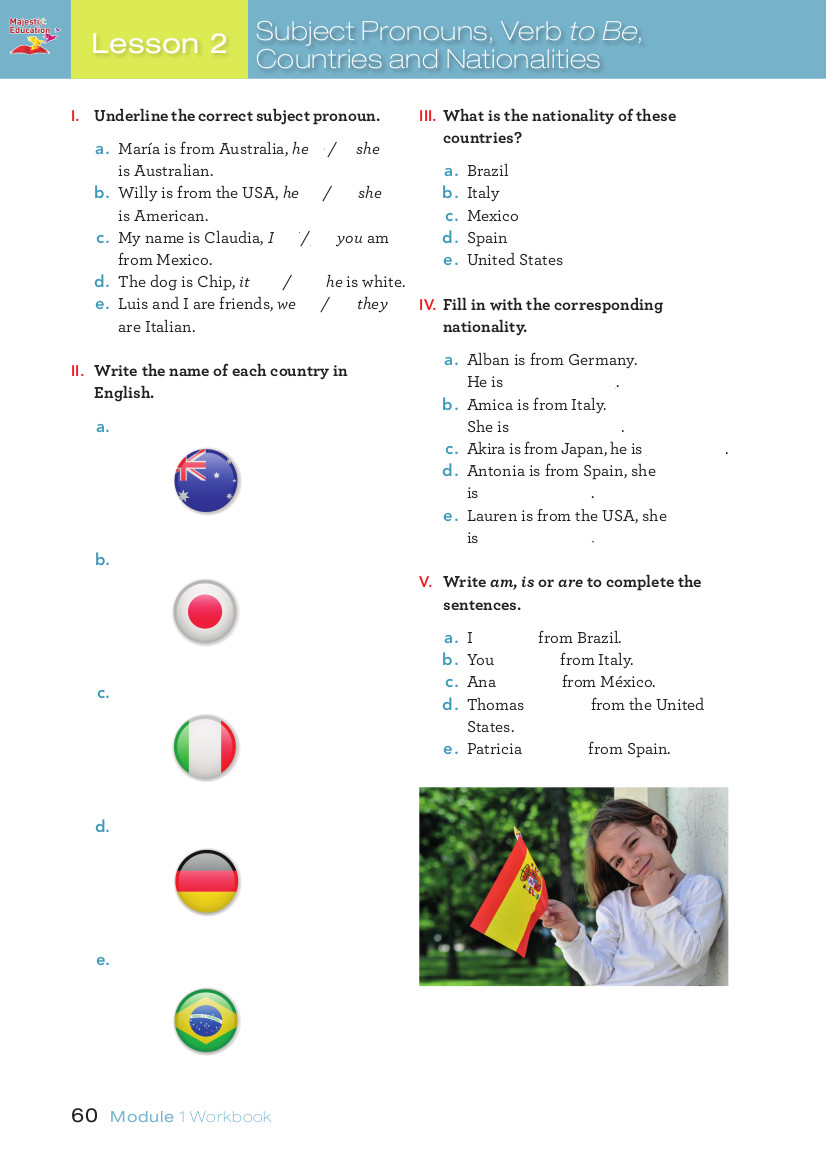 Majestic
Education
Lesson 2
Subject Pronouns, Verb to Be,
Countries and Nationalities
I. Underline the correct subject pronoun.
a. María is from Australia, he / she
is Australian.
b. Willy is from the USA, he / she
is American.
c. My name is Claudia, I / you am
from Mexico.
d. The dog is Chip, it / he is white.
e. Luis and I are friends, we / they
are Italian.
II. Write the name of each country in
English.
a.
b.
c.
d.
e.
III. What is the nationality of these
countries?
a. Brazil
b. Italy
c. Mexico
d. Spain
e. United States
IV. Fill in with the corresponding
nationality.
a. Alban is from Germany.
He is .
b. Amica is from Italy.
She is .
c. Akira is from Japan, he is .
d. Antonia is from Spain, she
is .
e. Lauren is from the USA, she
is .
V. Write am, is or are to complete the
sentences.
a. I from Brazil.
b. You from Italy.
c. Ana from México.
d. Thomas from the United
States.
e. Patricia from Spain.
60 Module 1 Workbook